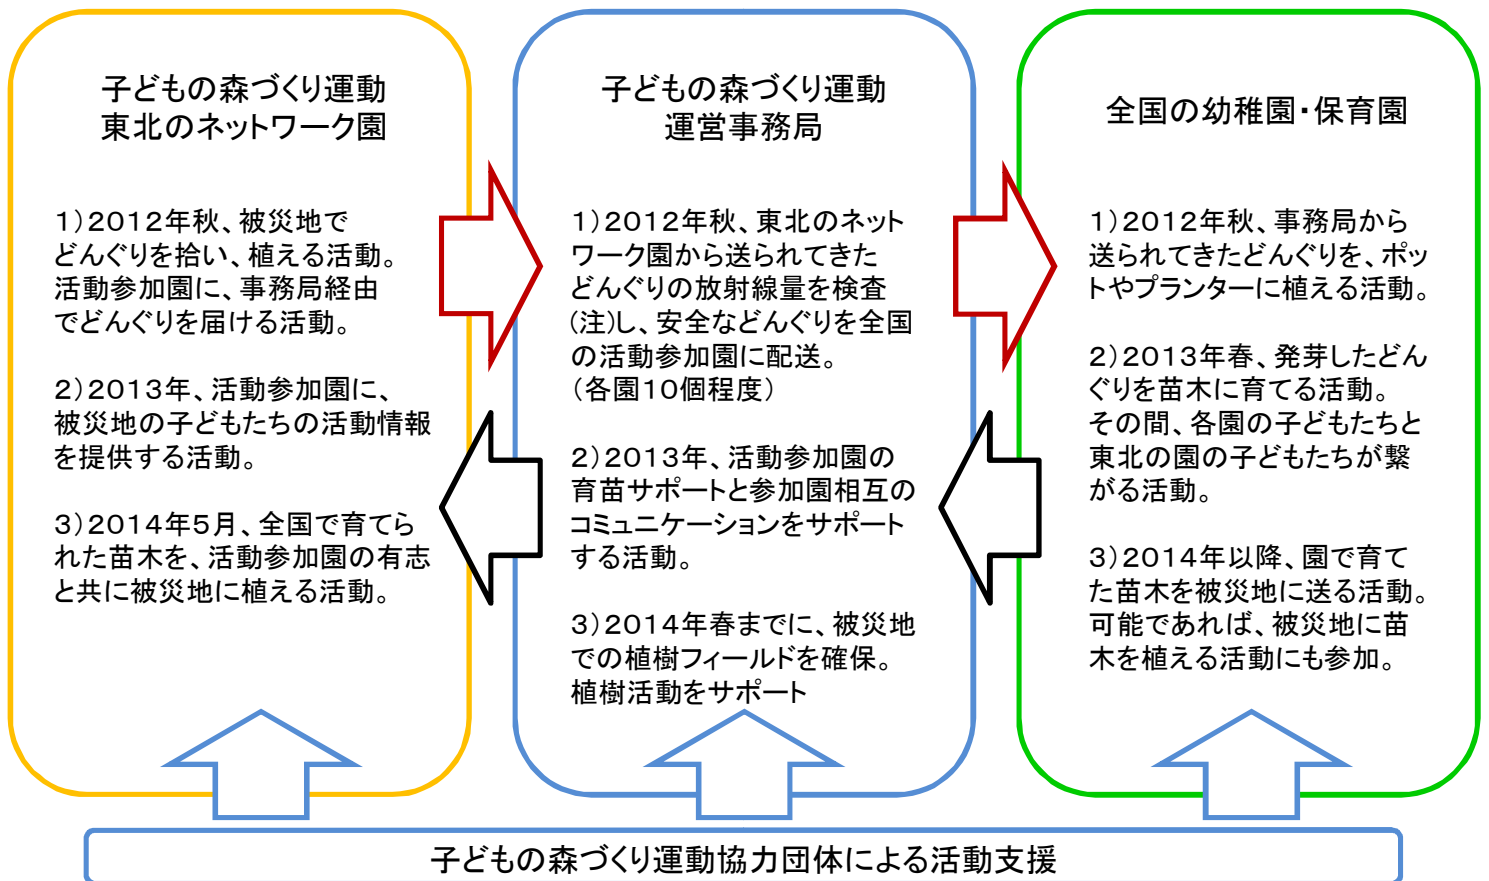 子どもの森づくり運動
東北のネットワーク園
1)2012年秋、被災地で
どんぐりを拾い、植える活動。
活動参加園に、事務局経由
でどんぐりを届ける活動。
2)2013年、活動参加園に、
被災地の子どもたちの活動情報
を提供する活動。
3)2014年5月、全国で育てら
れた苗木を、活動参加園の有志
と共に被災地に植える活動。
子どもの森づくり運動
運営事務局
1)2012年秋、東北のネット
ワーク園から送られてきた
どんぐりの放射線量を検査
(注)し、安全などんぐりを全国
の活動参加園に配送。
(各園10個程度)
2)2013年、活動参加園の
育苗サポートと参加園相互の
コミュニケーションをサポート
する活動。
3)2014年春までに、被災地
での植樹フィールドを確保。
植樹活動をサポート
全国の幼稚園・保育園
1)2012年秋、事務局から
送られてきたどんぐりを、ポッ
トやプランターに植える活動。
2)2013年春、発芽したどん
ぐりを苗木に育てる活動。
その間、各園の子どもたちと
東北の園の子どもたちが繋
がる活動。
3)2014年以降、園で育て
た苗木を被災地に送る活動。
可能であれば、被災地に苗
木を植える活動にも参加。
子どもの森づくり運動協力団体による活動支援